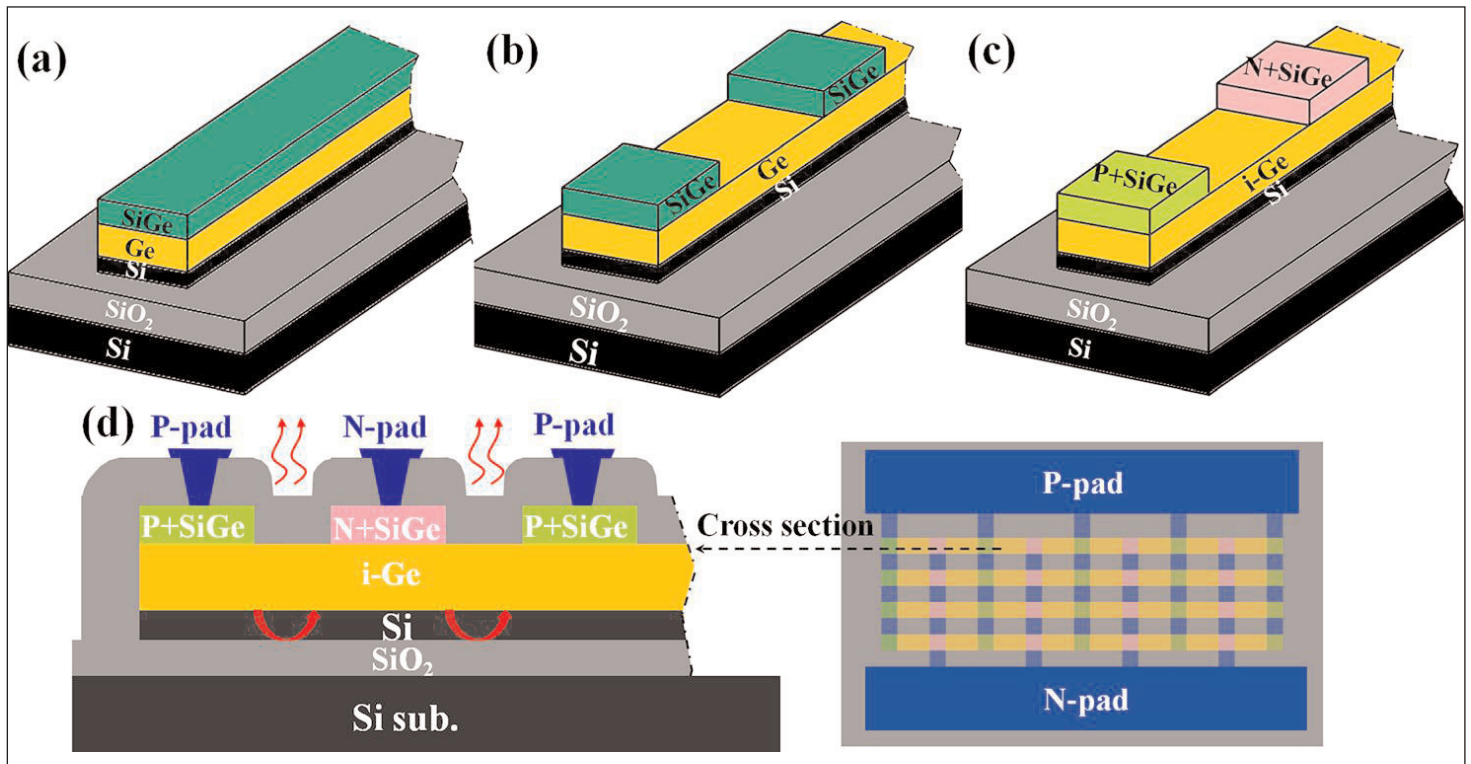 (a)
SiGe
Ge
Si
SiO2
Si
(b)
SiGe
SiGe
Ge
Si
SiO2
Si
(c)
N+SiGe
P+SiGe
i-Ge
Si
SiO2
Si
(d)
P-pad N-pad P-pad
P+SiGe N+SiGe P+SiGe
i-Ge
Si
SiO2
Si sub.
Cross section
P-pad
N-pad